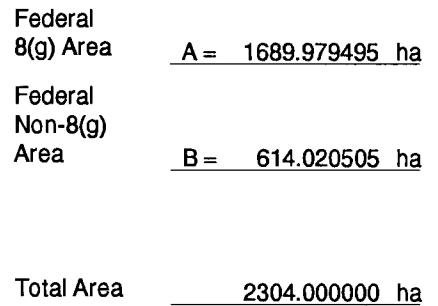 Federal
8(g) Area A = 1689.979495 ha
Federal
Non-8(g)
Area B = 614.020505 ha
Total Area 2304.000000 ha